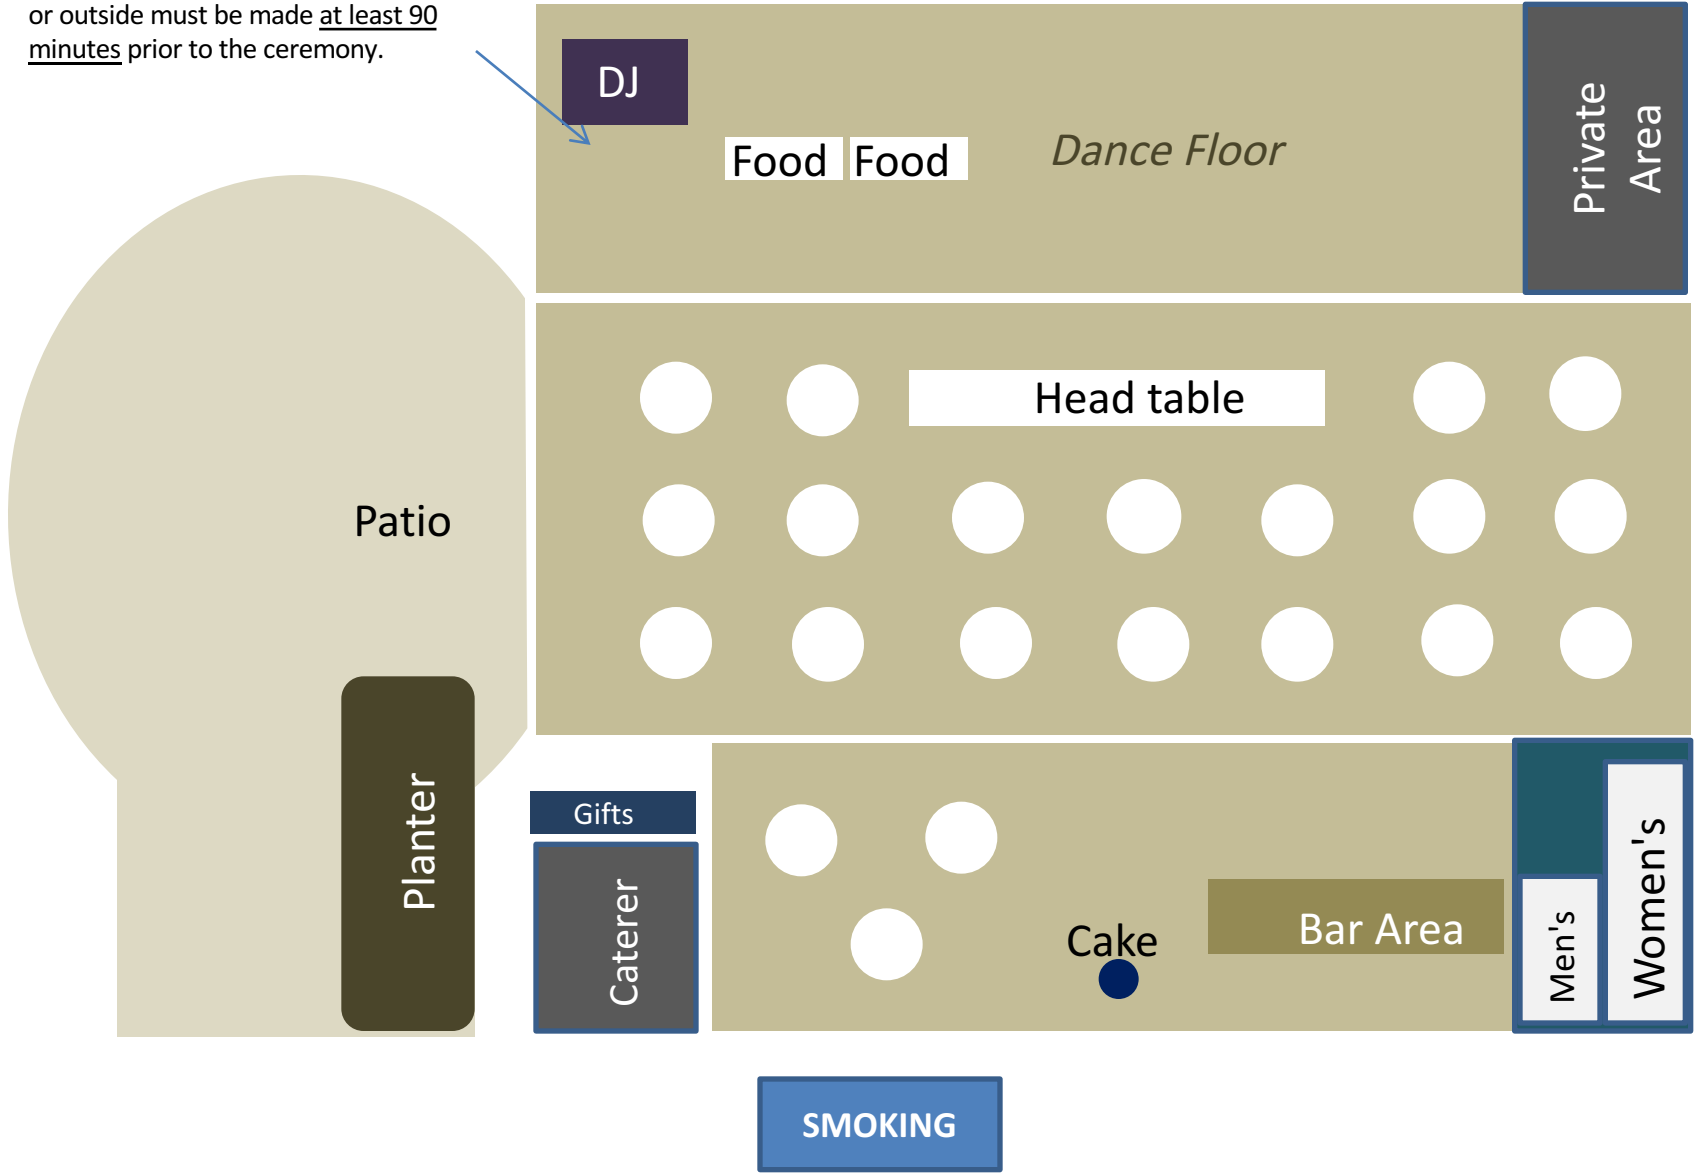 or outside must be made at least 90
minutes prior to the ceremony.
DJ
Food Food
Dance Floor
Private
Area
Head table
Patio
Planter
Gifts
Caterer
Cake
Bar Area
Men's
Women's
SMOKING